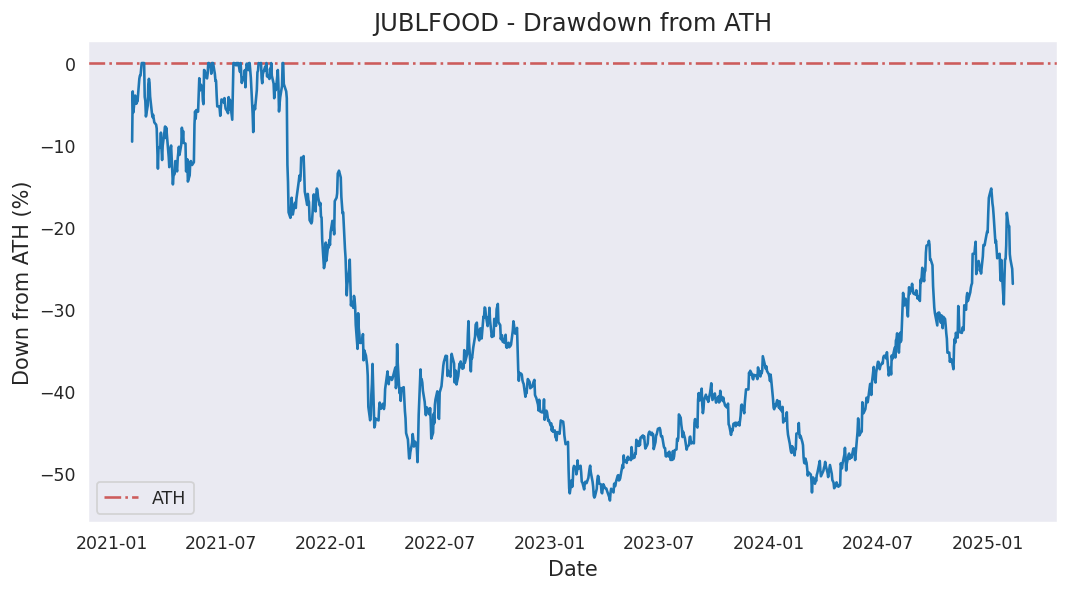 JUBLFOOD - Drawdown from ATH
Down from ATH (%)
0
−10
−20
−30
−40
−50
ATH
2021-01 2021-07 2022-01 2022-07 2023-01 2023-07 2024-01 2024-07 2025-01
Date